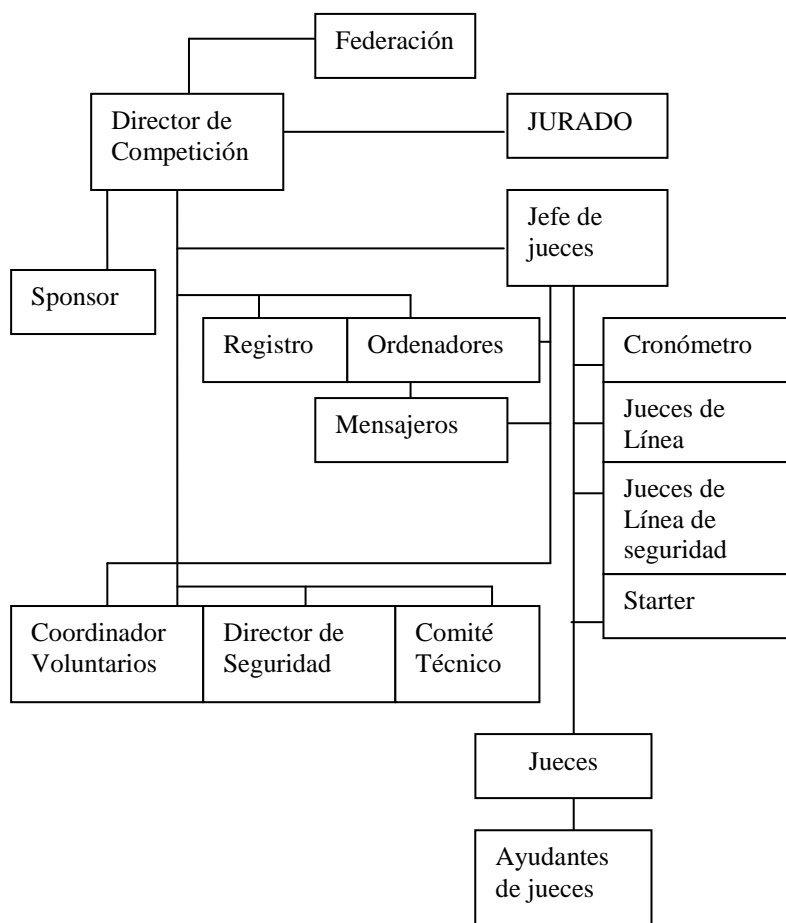 Federación
Director de
Competición
JURADO
Jefe de
jueces
Sponsor
Registro
Ordenadores
Cronómetro
Mensajeros
Jueces de
Línea
Jueces de
Línea de
seguridad
Starter
Coordinador
Voluntarios
Director de
Seguridad
Comité
Técnico
Jueces
Ayudantes
de jueces